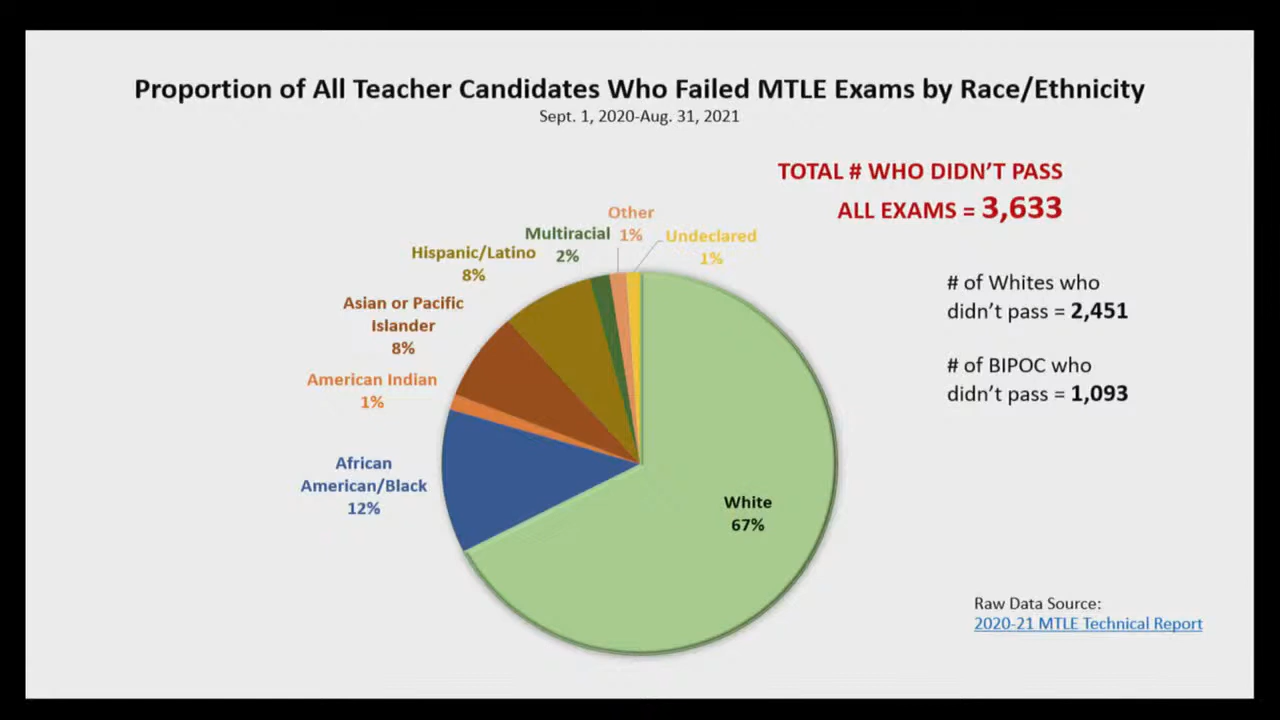 Proportion of All Teacher Candidates Who Failed MTLE Exams by Race/Ethnicity
Sept. 1, 2020-Aug. 31, 2021
TOTAL # WHO DIDN'T PASS
ALL EXAMS = 3,633
Other
1%
Undeclared
1%
Multiracial
2%
Hispanic/Latino
8%
Asian or Pacific
Islander
8%
American Indian
1%
African
American/Black
12%
White
67%
# of Whites who
didn't pass = 2,451
# of BIPOC who
didn't pass = 1,093
Raw Data Source:
2020-21 MTLE Technical Report